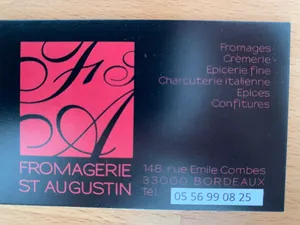 FSA
FROMAGERIE
ST AUGUSTIN
Fromages
Crèmerie
Epicerie fine
Charcuterie italienne
Epices
Confitures
148, rue Emile Combes
33000 BORDEAUX
Tél. 05 56 99 08 25